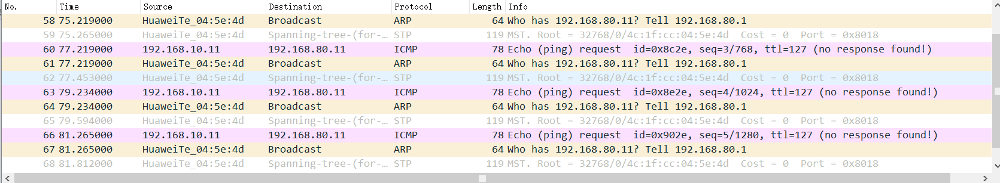 No. Time Source Destination Protocol Length Info
58 75.219000 HuaweiTe_04:5e:4d Broadcast ARP 64 Who has 192.168.80.11? Tell 192.168.80.1
59 75.265000 HuaweiTe_04:5e:4d Spanning-tree-(for-… STP 119 MST. Root = 32768/0/4c:1f:cc:04:5e:4d Cost = 0 Port = 0x8018
60 77.219000 192.168.10.11 192.168.80.11 ICMP 78 Echo (ping) request id=0x8c2e, seq=3/768, ttl=127 (no response found!)
61 77.219000 HuaweiTe_04:5e:4d Broadcast ARP 64 Who has 192.168.80.11? Tell 192.168.80.1
62 77.453000 HuaweiTe_04:5e:4d Spanning-tree-(for-… STP 119 MST. Root = 32768/0/4c:1f:cc:04:5e:4d Cost = 0 Port = 0x8018
63 79.234000 192.168.10.11 192.168.80.11 ICMP 78 Echo (ping) request id=0x8e2e, seq=4/1024, ttl=127 (no response found!)
64 79.234000 HuaweiTe_04:5e:4d Broadcast ARP 64 Who has 192.168.80.11? Tell 192.168.80.1
65 79.594000 HuaweiTe_04:5e:4d Spanning-tree-(for-… STP 119 MST. Root = 32768/0/4c:1f:cc:04:5e:4d Cost = 0 Port = 0x8018
66 81.265000 192.168.10.11 192.168.80.11 ICMP 78 Echo (ping) request id=0x902e, seq=5/1280, ttl=127 (no response found!)
67 81.265000 HuaweiTe_04:5e:4d Broadcast ARP 64 Who has 192.168.80.11? Tell 192.168.80.1
68 81.812000 HuaweiTe_04:5e:4d Spanning-tree-(for-… STP 119 MST. Root = 32768/0/4c:1f:cc:04:5e:4d Cost = 0 Port = 0x8018